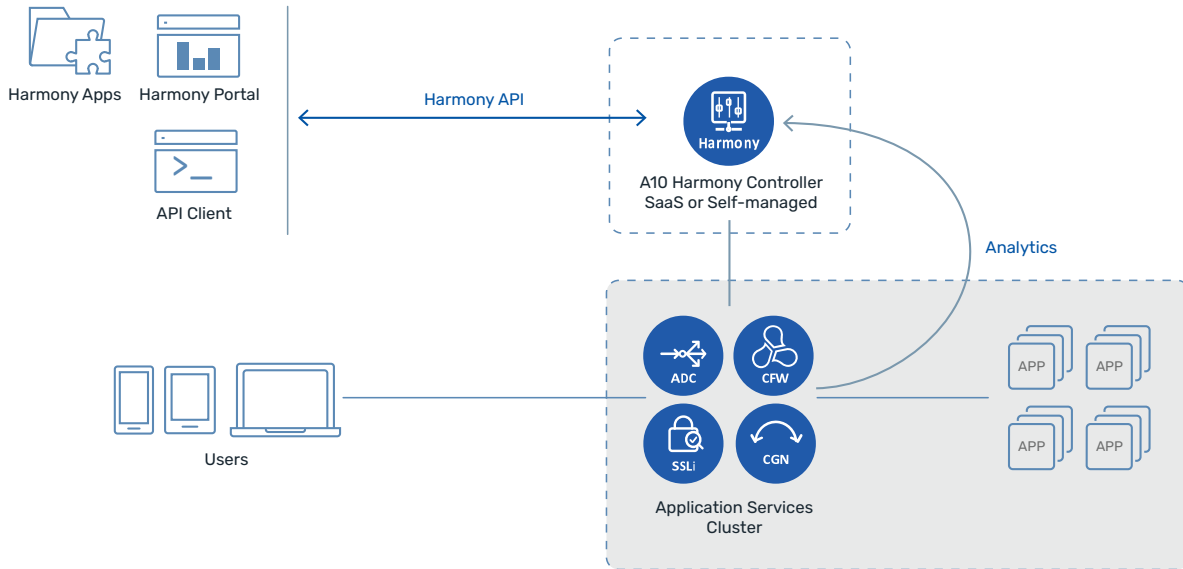 Harmony Apps
Harmony Portal
API Client
Harmony API
Harmony
A10 Harmony Controller
SaaS or Self-managed
Analytics
Users
ADC
CFW
SSLi
CGN
Application Services
Cluster
APP
APP
APP
APP